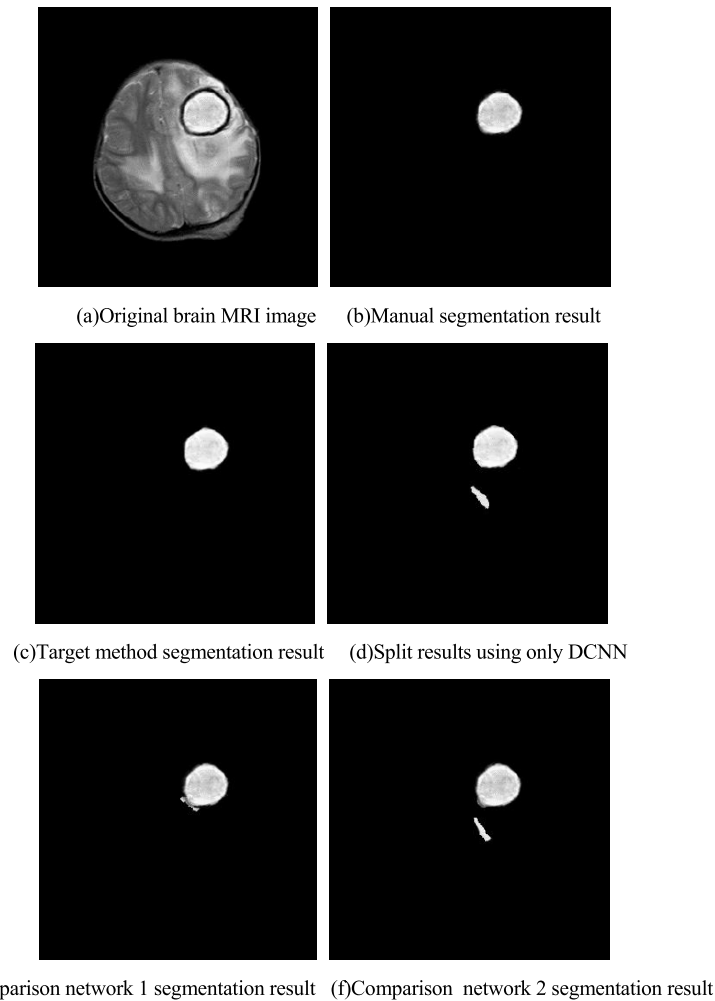 (a)Original brain MRI image (b)Manual segmentation result
(c)Target method segmentation result (d)Split results using only DCNN
parison network 1 segmentation result (f)Comparison network 2 segmentation result